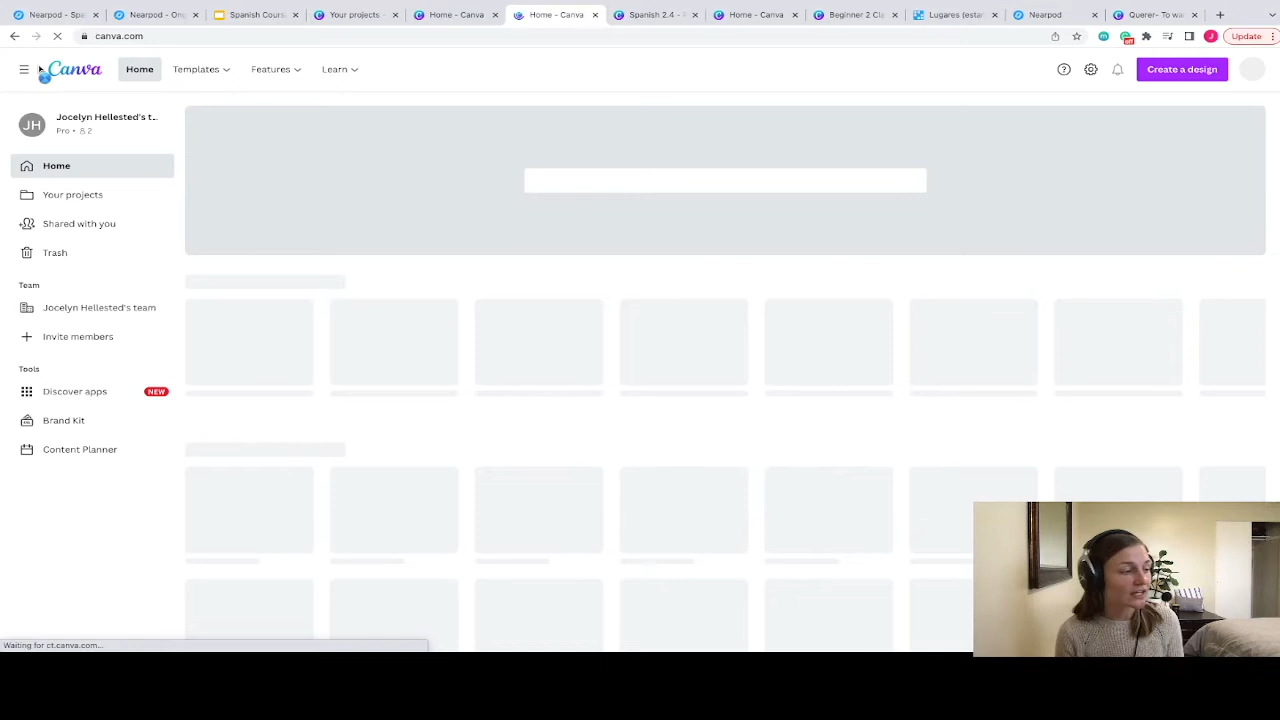 Nearpod - Spa
Nearpod - Ong
Spanish Cours
Your projects -
Home - Canva
Home - Canva
Spanish 2.4 -
Home - Canva
Beginner 2 Cla
Lugares (estar
Nearpod
Querer- To wa
canva.com
J
Update
Canva
Home
Templates
Features
Learn
Create a design
JH
Jocelyn Hellested's t...
Pro • 2
Home
Your projects
Shared with you
Trash
Team
Jocelyn Hellested's team
Invite members
Tools
Discover apps
NEW
Brand Kit
Content Planner
Waiting for ct.canva.com...